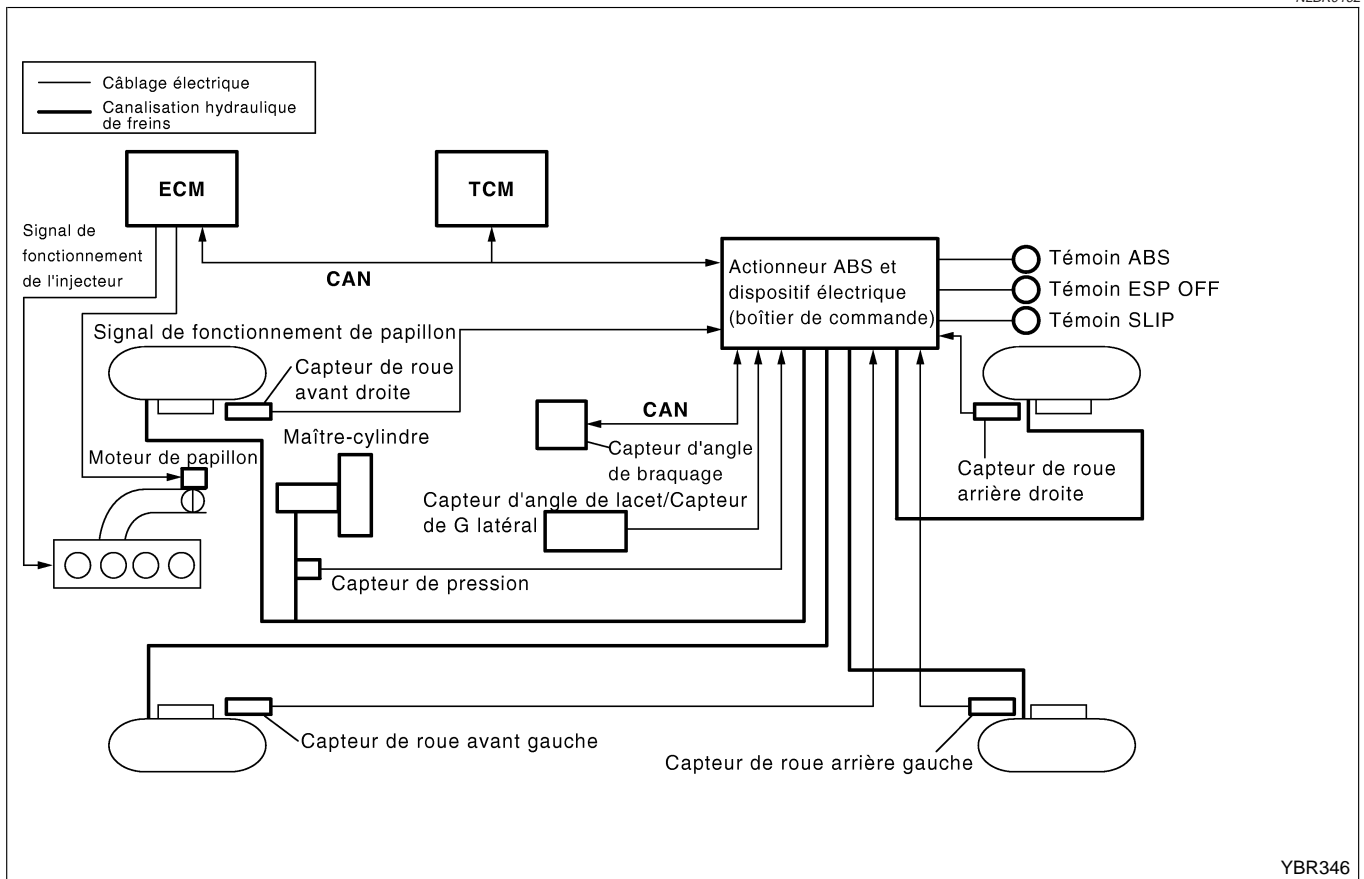 Câblage électrique
Canalisation hydraulique
de freins
ECM
TCM
Signal de
fonctionnement
de l'injecteur
CAN
Actionneur ABS et
dispositif électrique
(boîtier de commande)
Témoin ABS
Témoin ESP OFF
Témoin SLIP
Signal de fonctionnement de papillon
Capteur de roue
avant droite
CAN
Maître-cylindre
Capteur d'angle
de braquage
Moteur de papillon
Capteur de roue
arrière droite
Capteur d'angle de lacet/Capteur
de G latéral
Capteur de pression
Capteur de roue avant gauche
Capteur de roue arrière gauche
YBR346